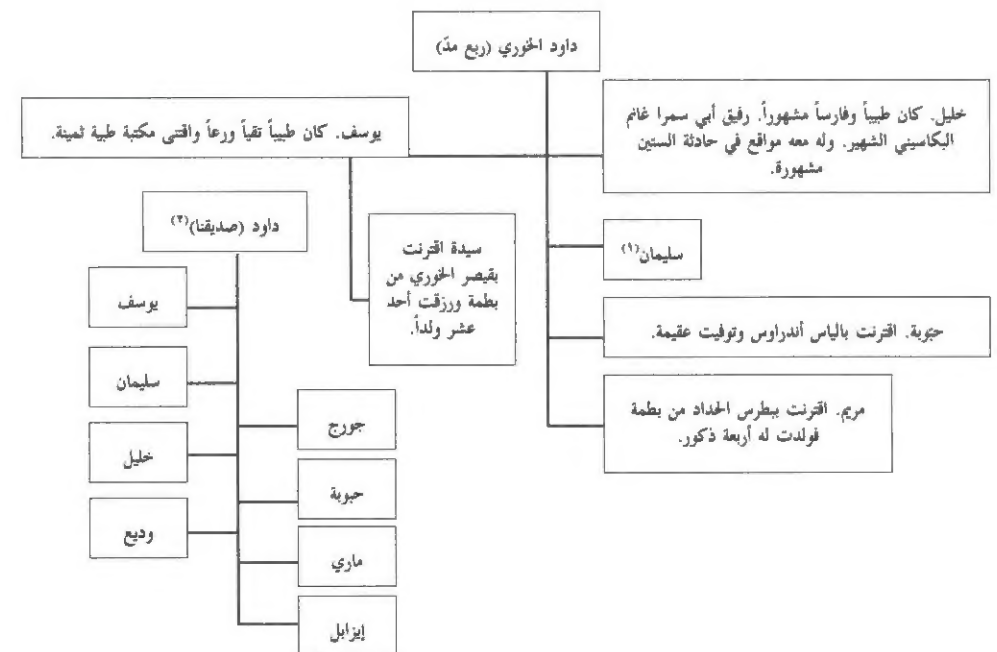 داود الخوري (ربع مدّ)
خليل. كان طبيباً وفارساً مشهوراً. رفيق أبي سمرا غانم
البكاسيني الشهير. وله معه مواقع في حادثة الستين
مشهورة.
يوسف. كان طبيباً تقياً ورعاً واقتنى مكتبة طبية ثمينة.
سليمان(١)
حبّوبة. اقترنت بالياس أندراوس وتوفيت عقيمة.
مريم. اقترنت ببطرس الحداد من بطمة
فولدت له أربعة ذكور.
سيدة اقترنت
بقيصر الخوري من
بطمة ورزقت أحد
عشر ولداً.
داود (صديقنا)(٢)
يوسف
سليمان
خليل
وديع
جورج
حبوبة
ماري
إيزابل